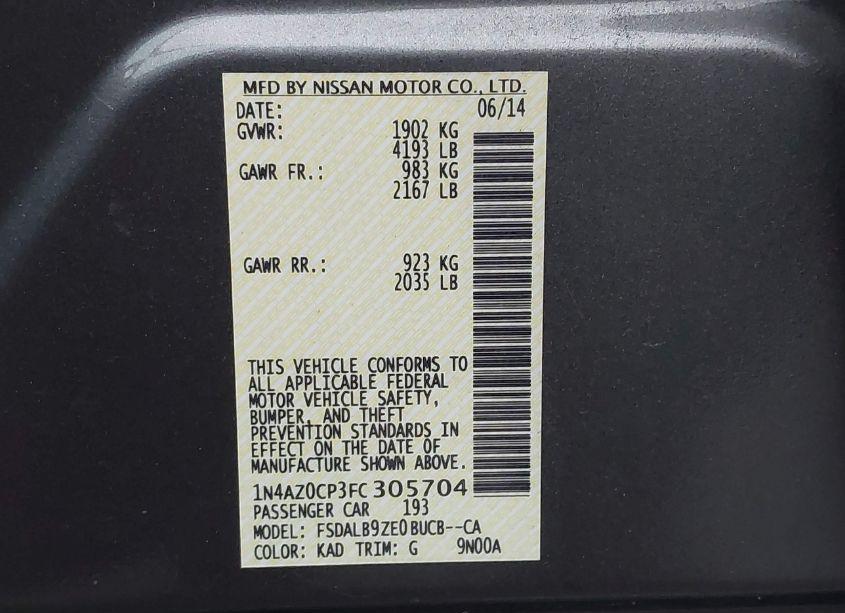 MFD BY NISSAN MOTOR CO., LTD.
DATE: 06/14
GVWR: 1902 KG
4193 LB
GAWR FR.: 983 KG
2167 LB
GAWR RR.: 923 KG
2035 LB
THIS VEHICLE CONFORMS TO
ALL APPLICABLE FEDERAL
MOTOR VEHICLE SAFETY,
BUMPER, AND THEFT
PREVENTION STANDARDS IN
EFFECT ON THE DATE OF
MANUFACTURE SHOWN ABOVE.
1N4AZ0CP3FC305704
PASSENGER CAR 193
MODEL: FSDALB9ZE0BUCB--CA
COLOR: KAD TRIM: G 9N00A